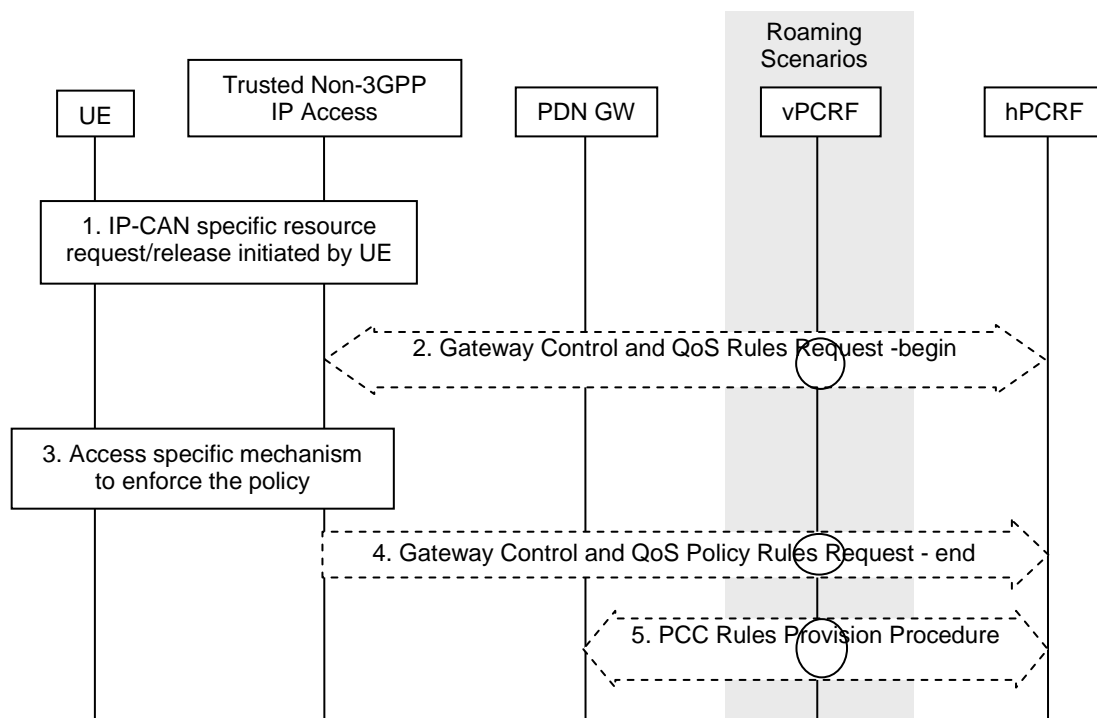 Roaming
Scenarios
UE
Trusted Non-3GPP
IP Access
PDN GW
vPCRF
hPCRF
1. IP-CAN specific resource
request/release initiated by UE
2. Gateway Control and QoS Rules Request -begin
3. Access specific mechanism
to enforce the policy
4. Gateway Control and QoS Policy Rules Request - end
5. PCC Rules Provision Procedure